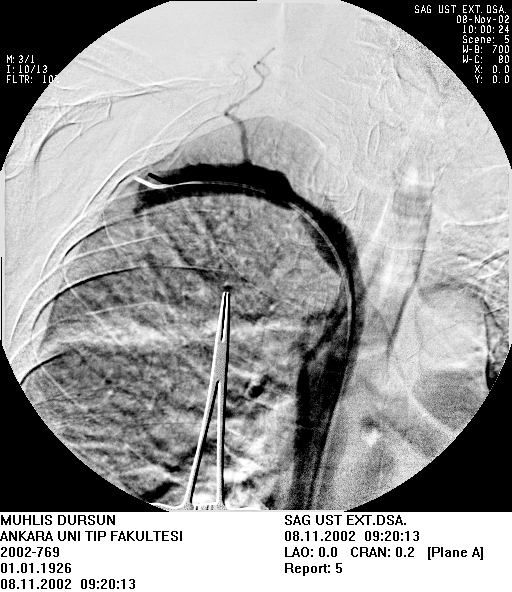 SAG UST EXT.DSA.
08-Nov-02
10:00:24
Scene: 5
W-B: 700
W-C: 80
X: 0.0
Y: 0.0
M: 3/1
I: 10/13
FLTR:
MUHLIS DURSUN
ANKARA UNI TIP FAKULTESI
2002-769
01.01.1926
08.11.2002 09:20:13
SAG UST EXT.DSA.
08.11.2002 09:20:13
LAO: 0.0 CRAN: 0.2 [Plane A]
Report: 5